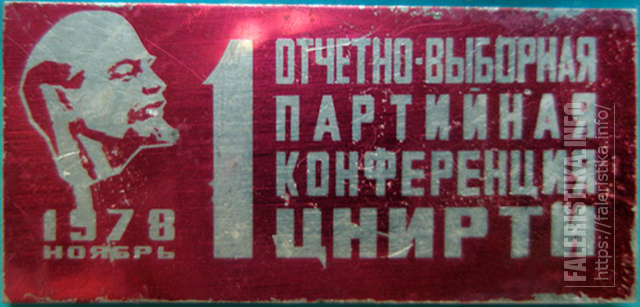 1978
НОЯБРЬ
1
ОТЧЕТНО-ВЫБОРНАЯ
ПАРТИЙНАЯ
КОНФЕРЕНЦИЯ
ЦНИРТИ
FALERISTIKA.INFO
https://faleristika.info/